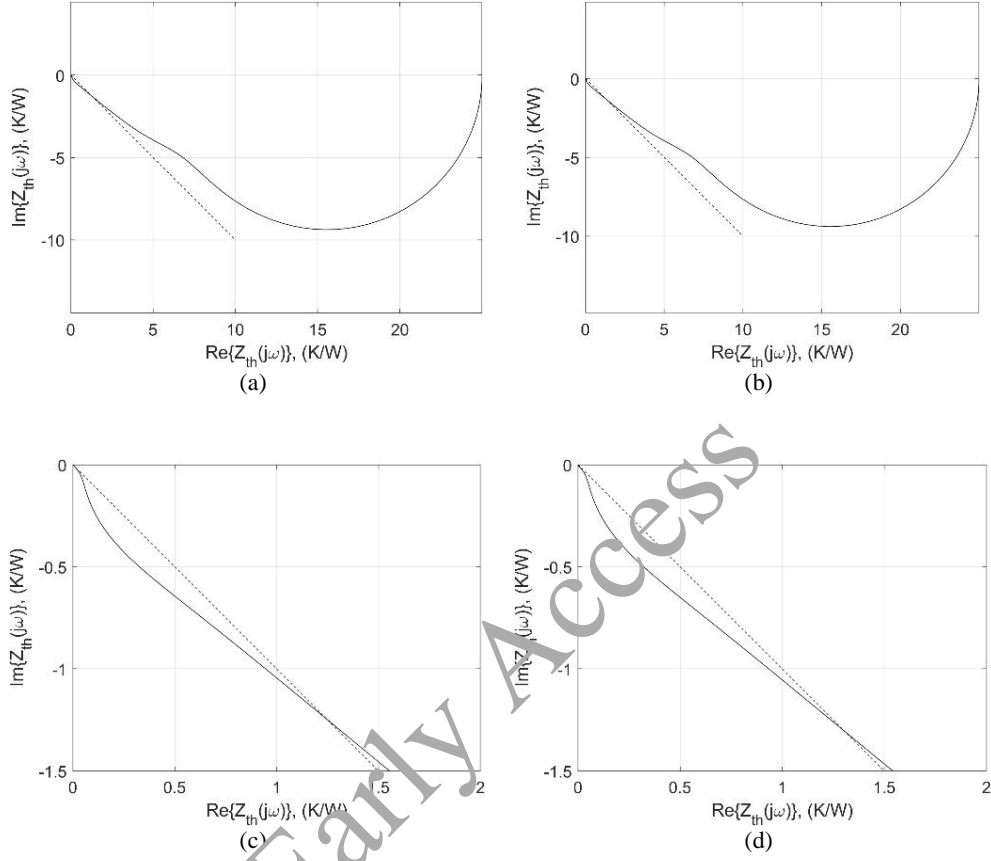 0
-5
-10
Im{Z_th(jω)}, (K/W)
0 5 10 15 20
Re{Z_th(jω)}, (K/W)
(a)
0
-5
-10
Im{Z_th(jω)}, (K/W)
0 5 10 15 20
Re{Z_th(jω)}, (K/W)
(b)
0
-0.5
-1
-1.5
Im{Z_th(jω)}, (K/W)
0 0.5 1 1.5 2
Re{Z_th(jω)}, (K/W)
(c)
0
-0.5
-1
-1.5
Im{Z_th(jω)}, (K/W)
0 0.5 1 1.5 2
Re{Z_th(jω)}, (K/W)
(d)
Early Access